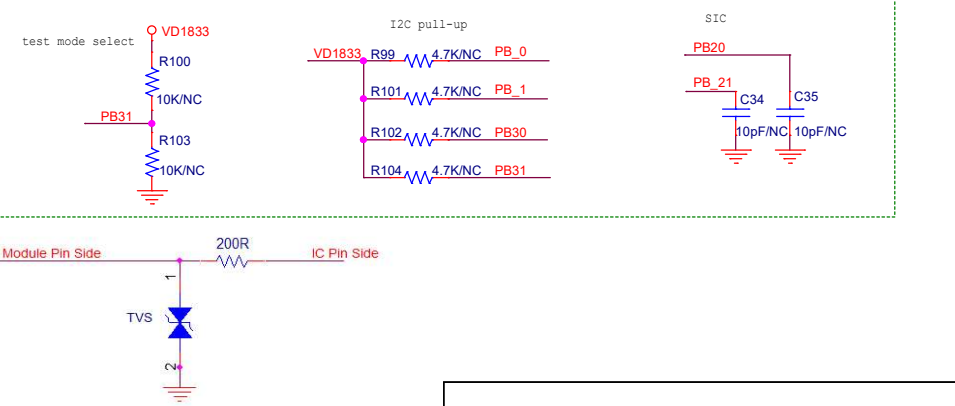 test mode select
VD1833
R100
10K/NC
PB31
R103
10K/NC
I2C pull-up
VD1833 R99 4.7K/NC PB_0
R101 4.7K/NC PB_1
R102 4.7K/NC PB30
R104 4.7K/NC PB31
SIC
PB20
PB_21
C34 C35
10pF/NC 10pF/NC
Module Pin Side 200R IC Pin Side
1
TVS
2